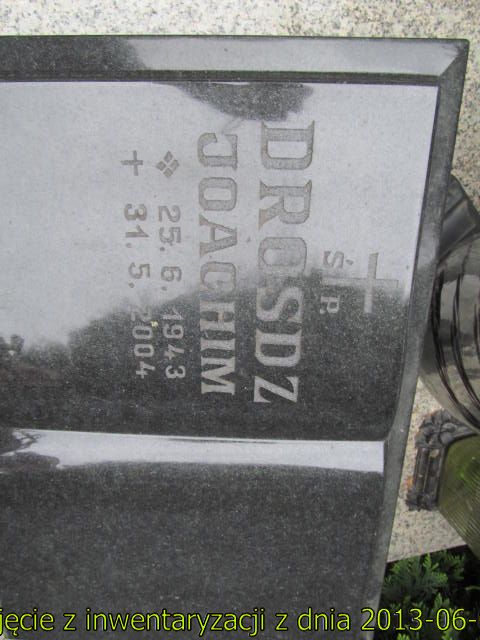 Ś. P.
DROSDZ
JOACHIM
25. 6. 1943
31. 5. 2004
jęcie z inwentaryzacji z dnia 2013-06-